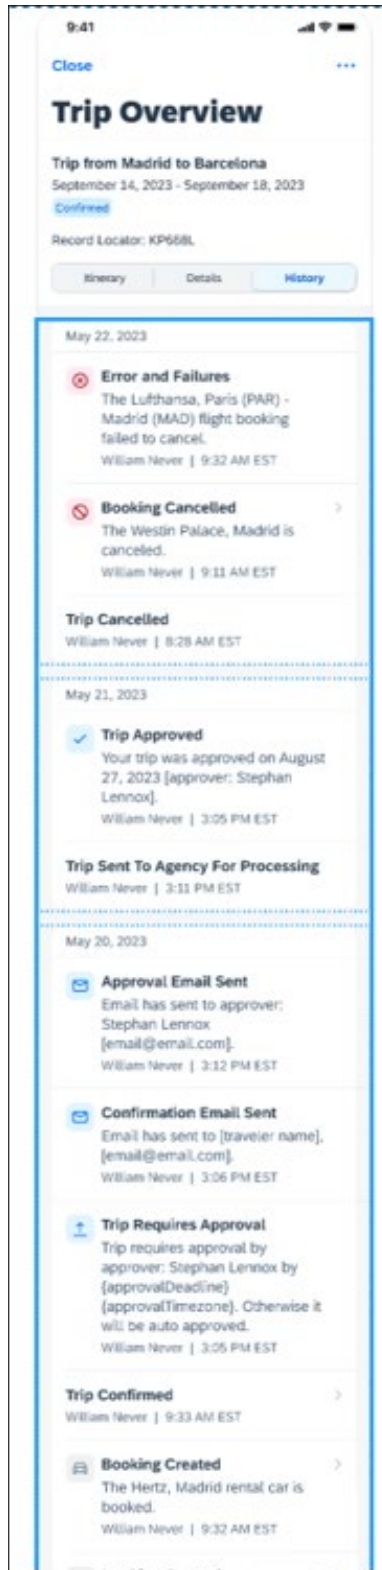 9:41
Close
Trip Overview
Trip from Madrid to Barcelona
September 14, 2023 - September 18, 2023
Confirmed
Record Locator: KP668L
Itinerary Details History
May 22, 2023
Error and Failures
The Lufthansa, Paris (PAR) -
Madrid (MAD) flight booking
failed to cancel.
William Never | 9:32 AM EST
Booking Cancelled
The Westin Palace, Madrid is
canceled.
William Never | 9:11 AM EST
Trip Cancelled
William Never | 8:28 AM EST
May 21, 2023
Trip Approved
Your trip was approved on August
27, 2023 [approver: Stephan
Lennox].
William Never | 3:05 PM EST
Trip Sent To Agency For Processing
William Never | 3:11 PM EST
May 20, 2023
Approval Email Sent
Email has sent to approver:
Stephan Lennox
[email@email.com].
William Never | 3:12 PM EST
Confirmation Email Sent
Email has sent to [traveler name],
[email@email.com].
William Never | 3:06 PM EST
Trip Requires Approval
Trip requires approval by
approver: Stephan Lennox by
{approvalDeadline}
{approvalTimezone}. Otherwise it
will be auto approved.
William Never | 3:05 PM EST
Trip Confirmed
William Never | 9:33 AM EST
Booking Created
The Hertz, Madrid rental car is
booked.
William Never | 9:32 AM EST